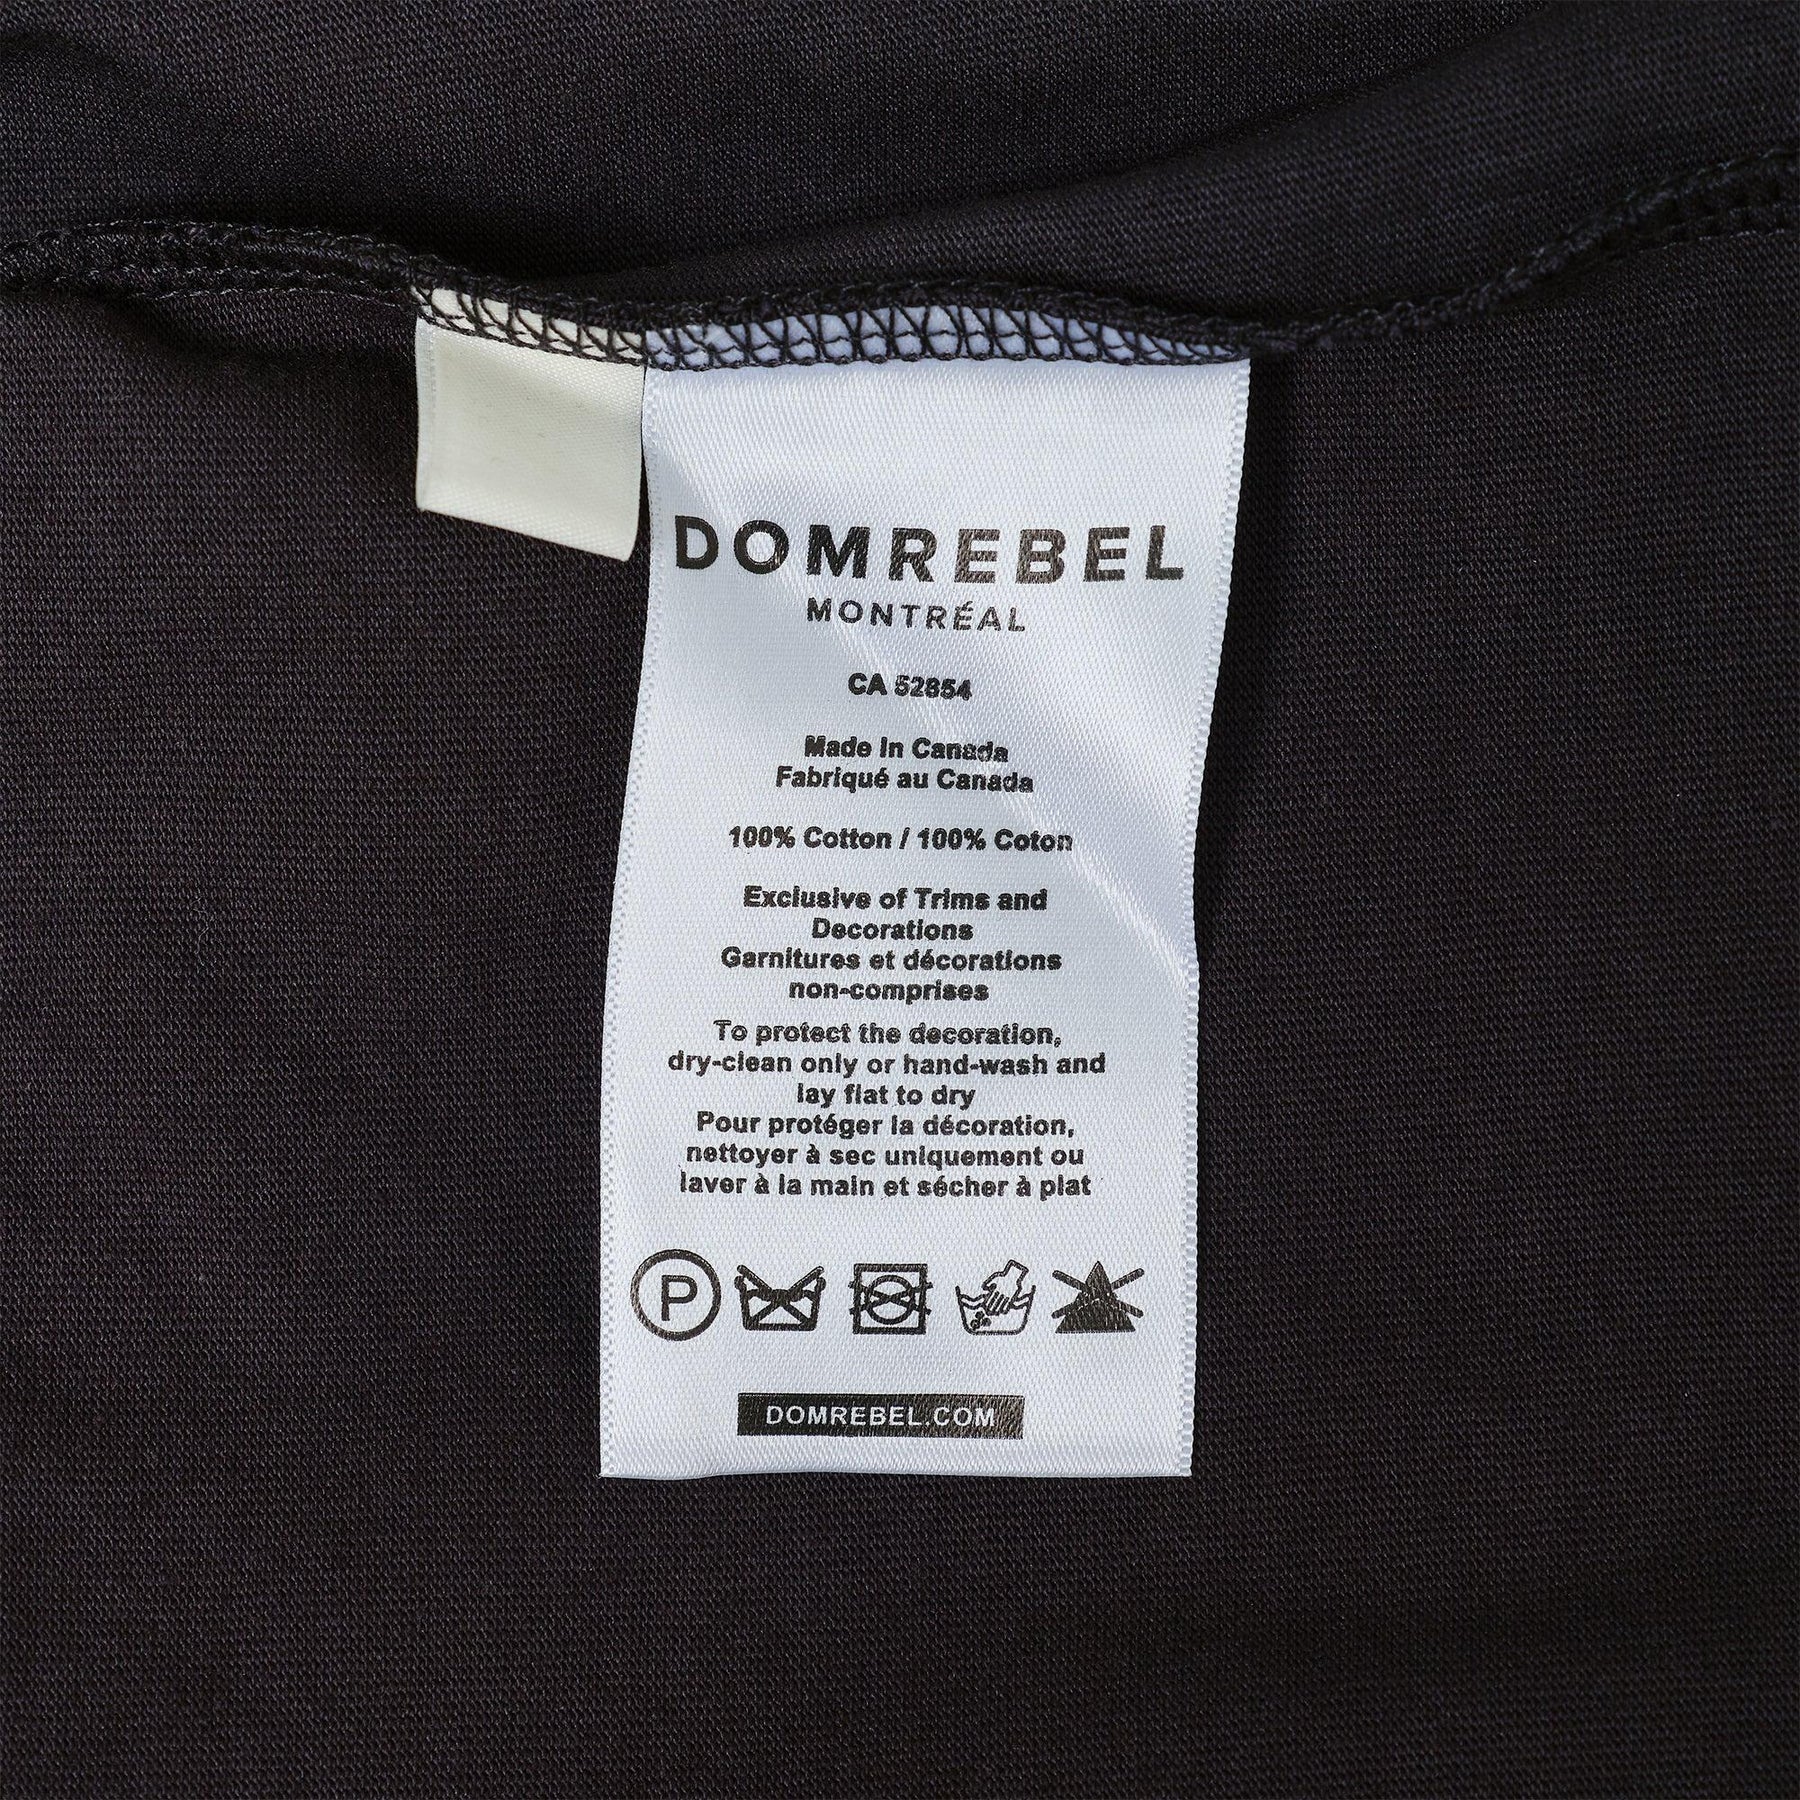 DOMREBEL
MONTRÉAL
CA 52854
Made In Canada
Fabriqué au Canada
100% Cotton / 100% Coton
Exclusive of Trims and
Decorations
Garnitures et décorations
non-comprises
To protect the decoration,
dry-clean only or hand-wash and
lay flat to dry
Pour protéger la décoration,
nettoyer à sec uniquement ou
laver à la main et sécher à plat
P
DOMREBEL.COM